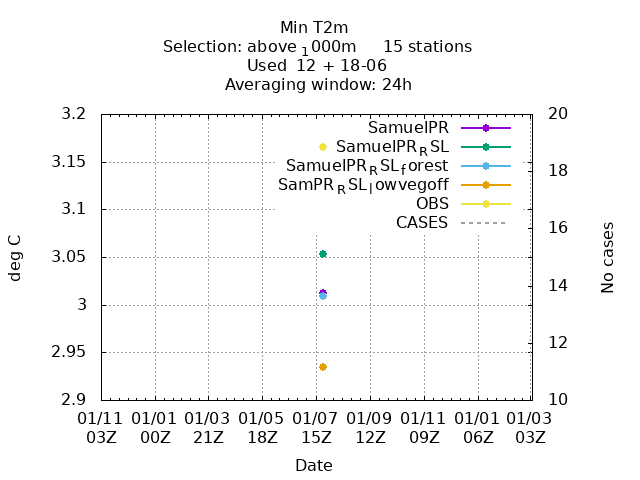 Min T2m
Selection: above ₁000m 15 stations
Used 12 + 18-06
Averaging window: 24h
3.2
3.15
3.1
3.05
3
2.95
2.9
deg C
20
18
16
14
12
10
No cases
SamuelPR
SamuelPR_RSL
SamuelPR_RSL_forest
SamPR_RSL_lowvegoff
OBS
CASES
01/11 01/01 01/03 01/05 01/07 01/09 01/11 01/01 01/03
03Z 00Z 21Z 18Z 15Z 12Z 09Z 06Z 03Z
Date